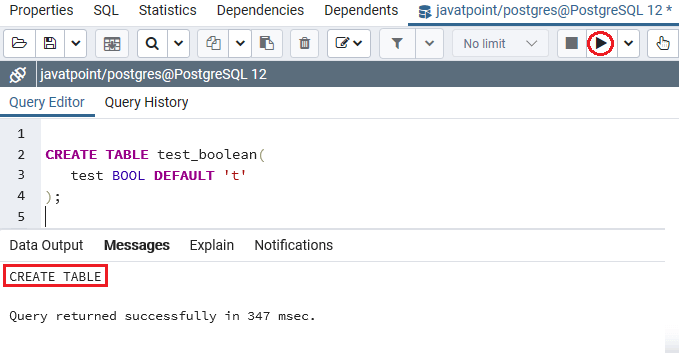 Properties SQL Statistics Dependencies Dependents javatpoint/postgres@PostgreSQL 12 *
No limit
javatpoint/postgres@PostgreSQL 12
Query Editor Query History
1
2 CREATE TABLE test_boolean(
3 test BOOL DEFAULT 't'
4 );
5
Data Output Messages Explain Notifications
CREATE TABLE
Query returned successfully in 347 msec.